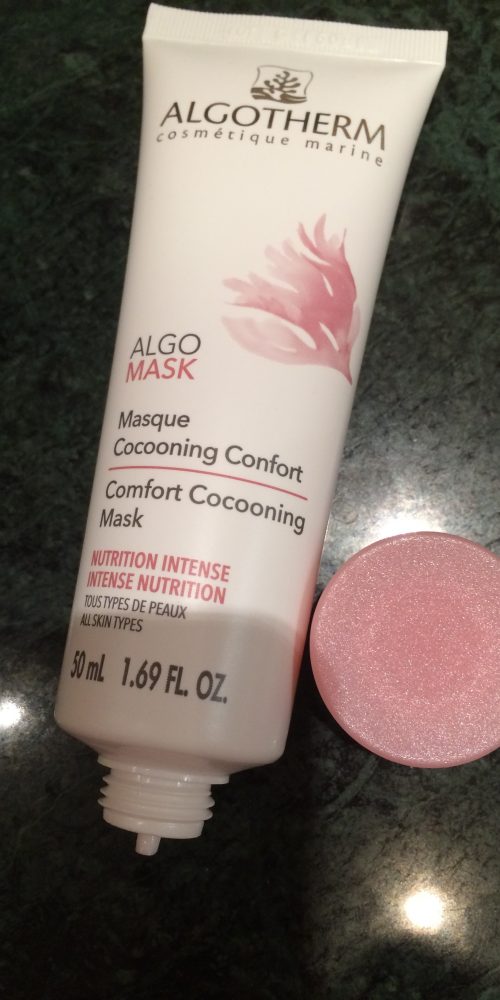 ALGOTHERM
cosmétique marine
ALGO
MASK
Masque
Cocooning Confort
Comfort Cocooning
Mask
NUTRITION INTENSE
INTENSE NUTRITION
TOUS TYPES DE PEAUX
ALL SKIN TYPES
50 mL 1.69 FL. OZ.